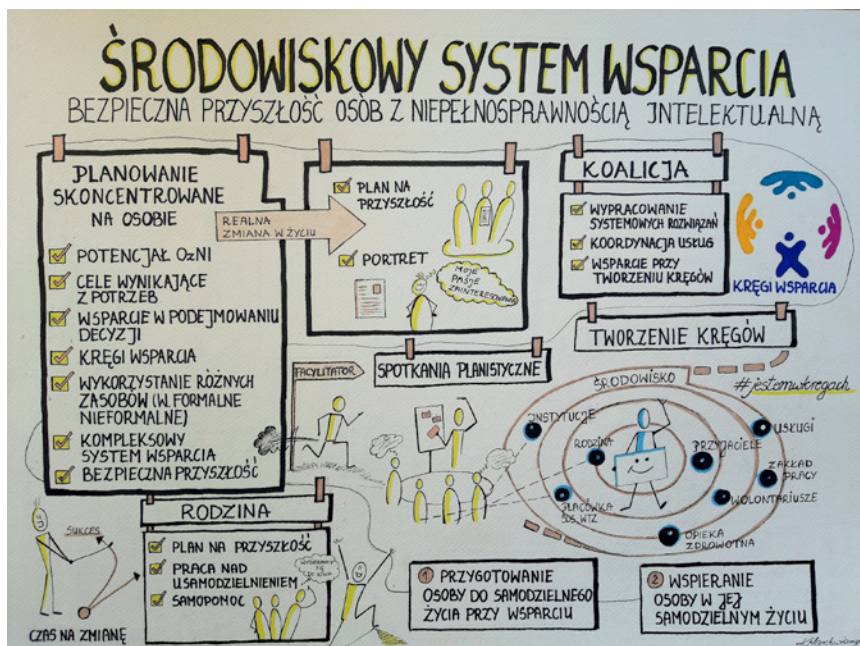 ŚRODOWISKOWY SYSTEM WSPARCIA
BEZPIECZNA PRZYSZŁOŚĆ OSÓB Z NIEPEŁNOSPRAWNOŚCIĄ INTELEKTUALNĄ
PLANOWANIE
SKONCENTROWANE
NA OSOBIE
POTENCJAŁ OzNI
CELE WYNIKAJĄCE
Z POTRZEB
WSPARCIE W PODEJMOWANIU
DECYZJI
KRĘGI WSPARCIA
WYKORZYSTANIE RÓŻNYCH
ZASOBÓW (W. FORMALNE
NIEFORMALNE)
KOMPLEKSOWY
SYSTEM WSPARCIA
BEZPIECZNA PRZYSZŁOŚĆ
REALNA
ZMIANA W ŻYCIU
PLAN NA
PRZYSZŁOŚĆ
PORTRET
MOJE
PASJE
ZAINTERESOWANIA
KOALICJA
WYPRACOWANIE
SYSTEMOWYCH ROZWIĄZAŃ
KOORDYNACJA USŁUG
WSPARCIE PRZY
TWORZENIU KRĘGÓW
KRĘGI WSPARCIA
TWORZENIE KRĘGÓW
FACYLITATOR
SPOTKANIA PLANISTYCZNE
#jestemwkregach
ŚRODOWISKO
INSTYTUCJE
RODZINA
PRZYJACIELE
USŁUGI
ZAKŁAD
PRACY
WOLONTARIUSZE
PLACÓWKA
ŚDS WTZ
OPIEKA
ZDROWOTNA
RODZINA
PLAN NA PRZYSZŁOŚĆ
PRACA NAD
USAMODZIELNIENIEM
SAMOPOMOC
SUKCES
CZAS NA ZMIANĘ
1 PRZYGOTOWANIE
OSOBY DO SAMODZIELNEGO
ŻYCIA PRZY WSPARCIU
2 WSPIERANIE
OSOBY W JEJ
SAMODZIELNYM ŻYCIU